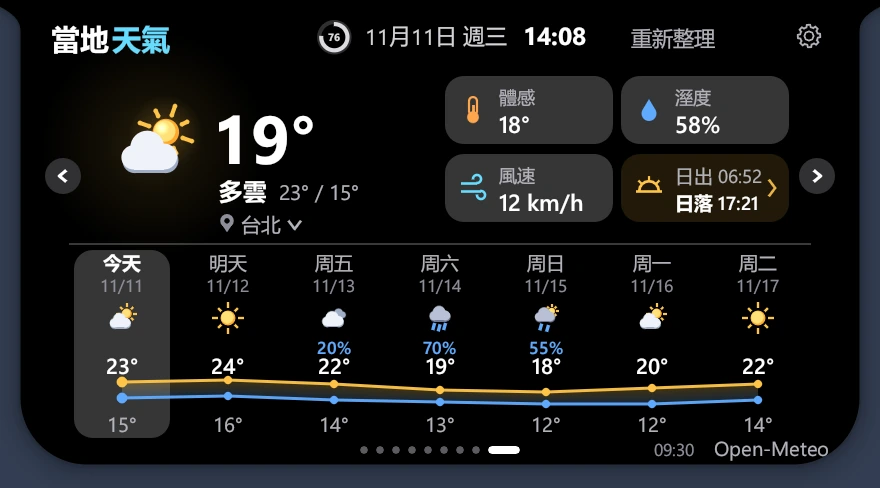 當地天氣
76 11月11日 週三 14:08
重新整理
19°
多雲 23° / 15°
台北
體感
18°
溼度
58%
風速
12 km/h
日出 06:52
日落 17:21
今天 明天 周五 周六 周日 周一 周二
11/11 11/12 11/13 11/14 11/15 11/16 11/17
20% 70% 55%
23° 24° 22° 19° 18° 20° 22°
15° 16° 14° 13° 12° 12° 14°
09:30 Open-Meteo